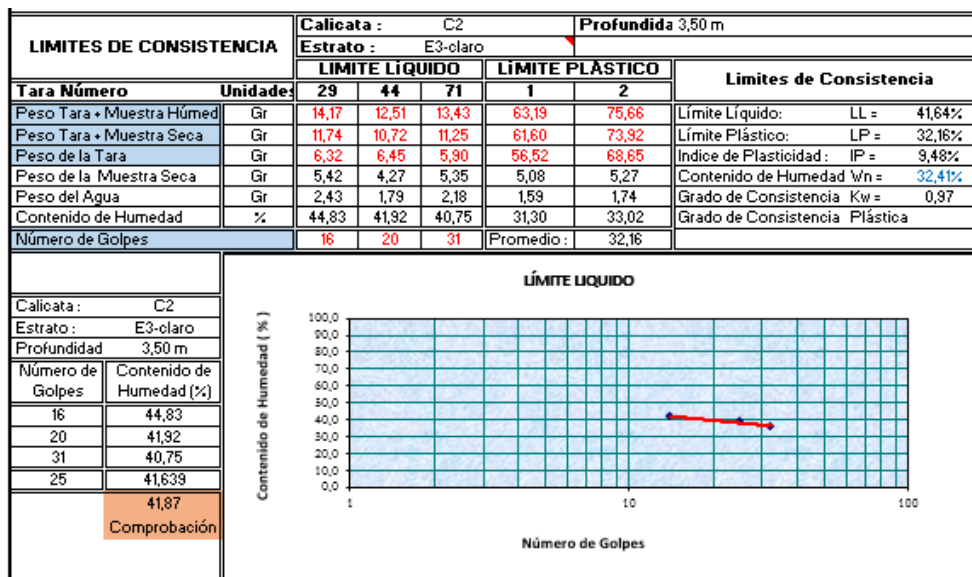 LIMITES DE CONSISTENCIA Calicata : C2 Profundida 3,50 m
Estrato : E3-claro
LIMITE LÍQUIDO LÍMITE PLÁSTICO Limites de Consistencia
Tara Número Unidades 29 44 71 1 2
Peso Tara + Muestra Húmed Gr 14,17 12,51 13,43 63,19 75,66 Límite Líquido: LL = 41,64%
Peso Tara + Muestra Seca Gr 11,74 10,72 11,25 61,60 73,92 Límite Plástico: LP = 32,16%
Peso de la Tara Gr 6,32 6,45 5,90 56,52 68,65 Indice de Plasticidad : IP = 9,48%
Peso de la Muestra Seca Gr 5,42 4,27 5,35 5,08 5,27 Contenido de Humedad Wn = 32,41%
Peso del Agua Gr 2,43 1,79 2,18 1,59 1,74 Grado de Consistencia Kw = 0,97
Contenido de Humedad % 44,83 41,92 40,75 31,30 33,02 Grado de Consistencia Plástica
Número de Golpes 16 20 31 Promedio : 32,16
Calicata : C2
Estrato : E3-claro
Profundidad 3,50 m
Número de Golpes Contenido de Humedad (%)
16 44,83
20 41,92
31 40,75
25 41,639
41,87
Comprobación
LÍMITE LIQUIDO
Contenido de Humedad ( % )
100,0
90,0
80,0
70,0
60,0
50,0
40,0
30,0
20,0
10,0
0,0
1 10 100
Número de Golpes